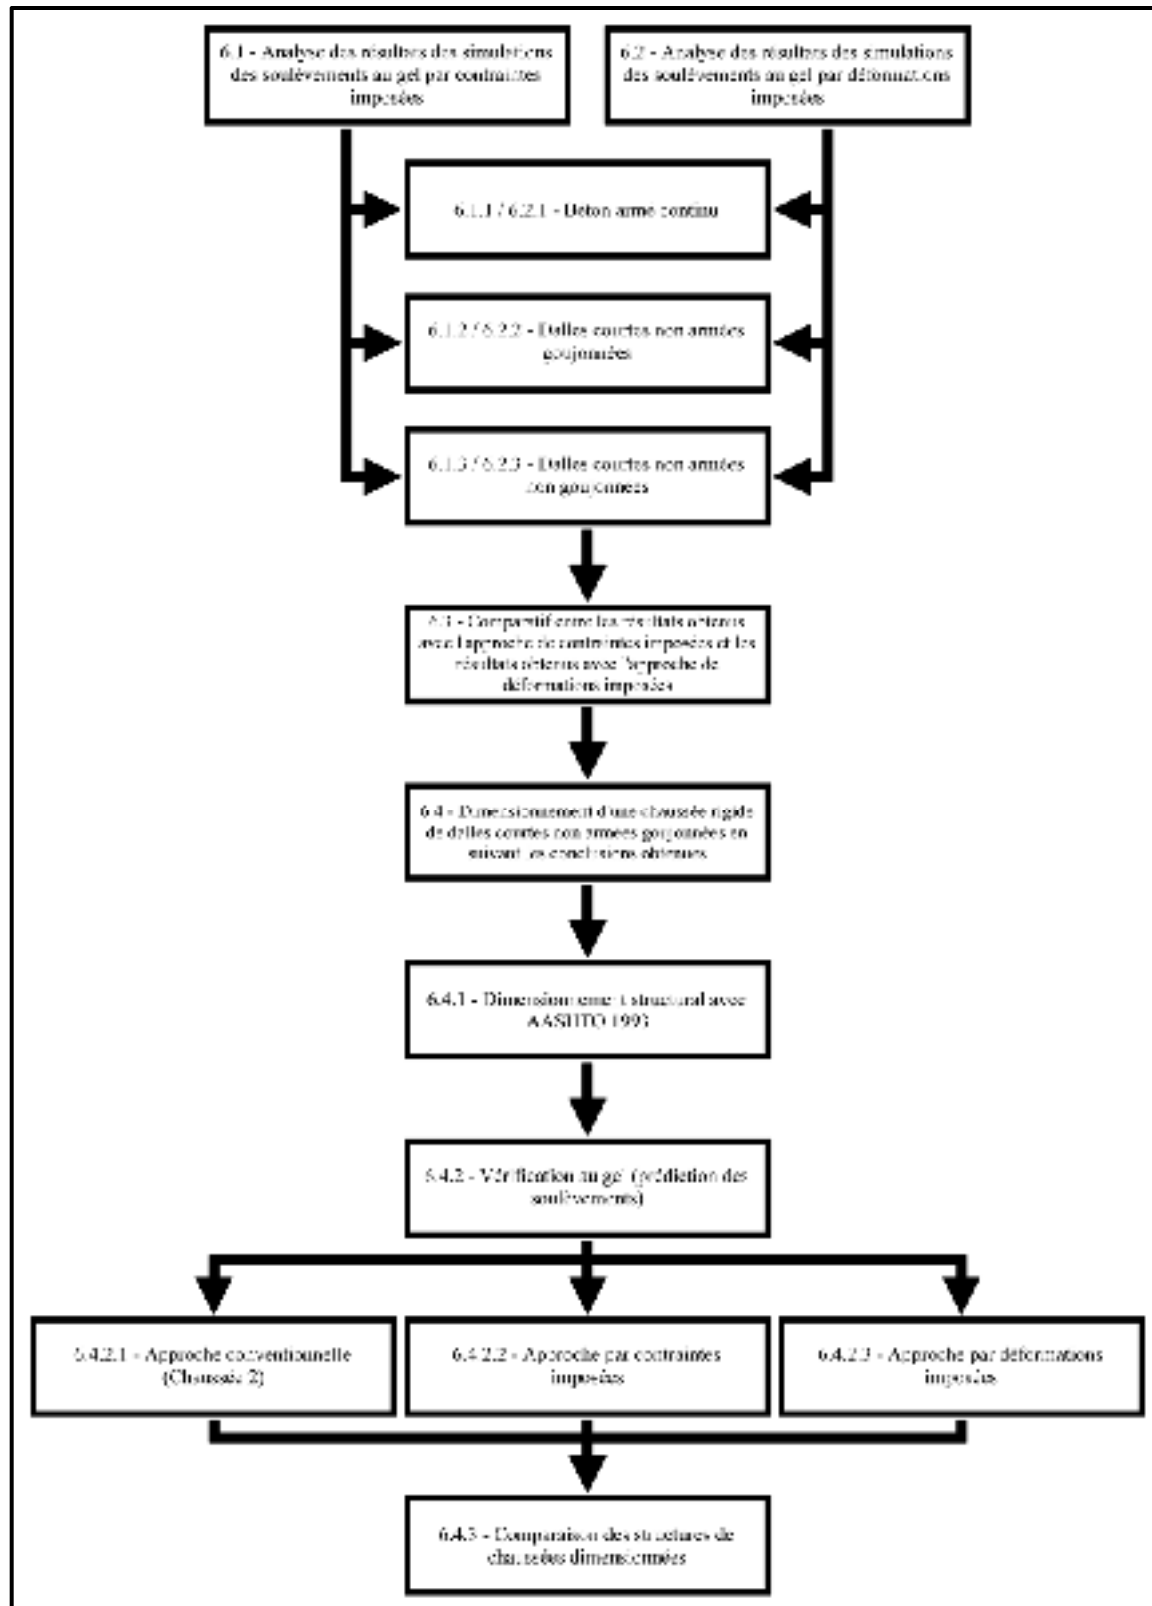 6.1 - Analyse des résultats des simulations
des soulèvements au gel par contraintes
imposées
6.2 - Analyse des résultats des simulations
des soulèvements au gel par déformations
imposées
6.1.1 / 6.2.1 - Béton armé continu
6.1.2 / 6.2.2 - Dalles courtes non armées
goujonnées
6.1.3 / 6.2.3 - Dalles courtes non armées
non goujonnées
6.3 - Comparatif entre les résultats obtenus
avec l'approche de contraintes imposées et les
résultats obtenus avec l'approche de
déformations imposées
6.4 - Dimensionnement d'une chaussée rigide
de dalles courtes non armées goujonnées en
suivant les conclusions obtenues
6.4.1 - Dimensionnement structural avec
AASHTO 1993
6.4.2 - Vérification au gel (prédiction des
soulèvements)
6.4.2.1 - Approche conventionnelle
(Chaussée 2)
6.4.2.2 - Approche par contraintes
imposées
6.4.2.3 - Approche par déformations
imposées
6.4.3 - Comparaison des structures de
chaussées dimensionnées